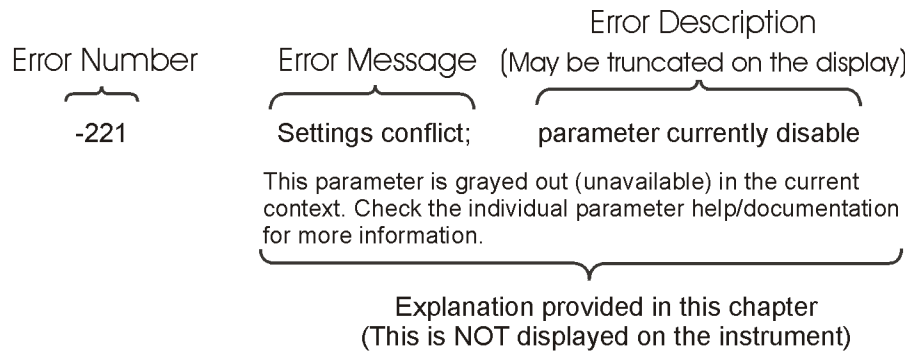 Error Description
Error Number Error Message (May be truncated on the display)
-221 Settings conflict; parameter currently disable
This parameter is grayed out (unavailable) in the current
context. Check the individual parameter help/documentation
for more information.
Explanation provided in this chapter
(This is NOT displayed on the instrument)